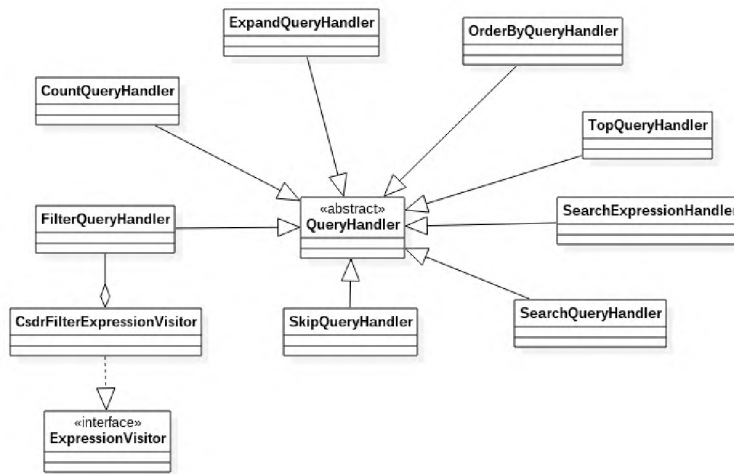 ExpandQueryHandler
OrderByQueryHandler
CountQueryHandler
TopQueryHandler
«abstract»
QueryHandler
FilterQueryHandler
SearchExpressionHandler
CsdrFilterExpressionVisitor
SkipQueryHandler
SearchQueryHandler
«interface»
ExpressionVisitor